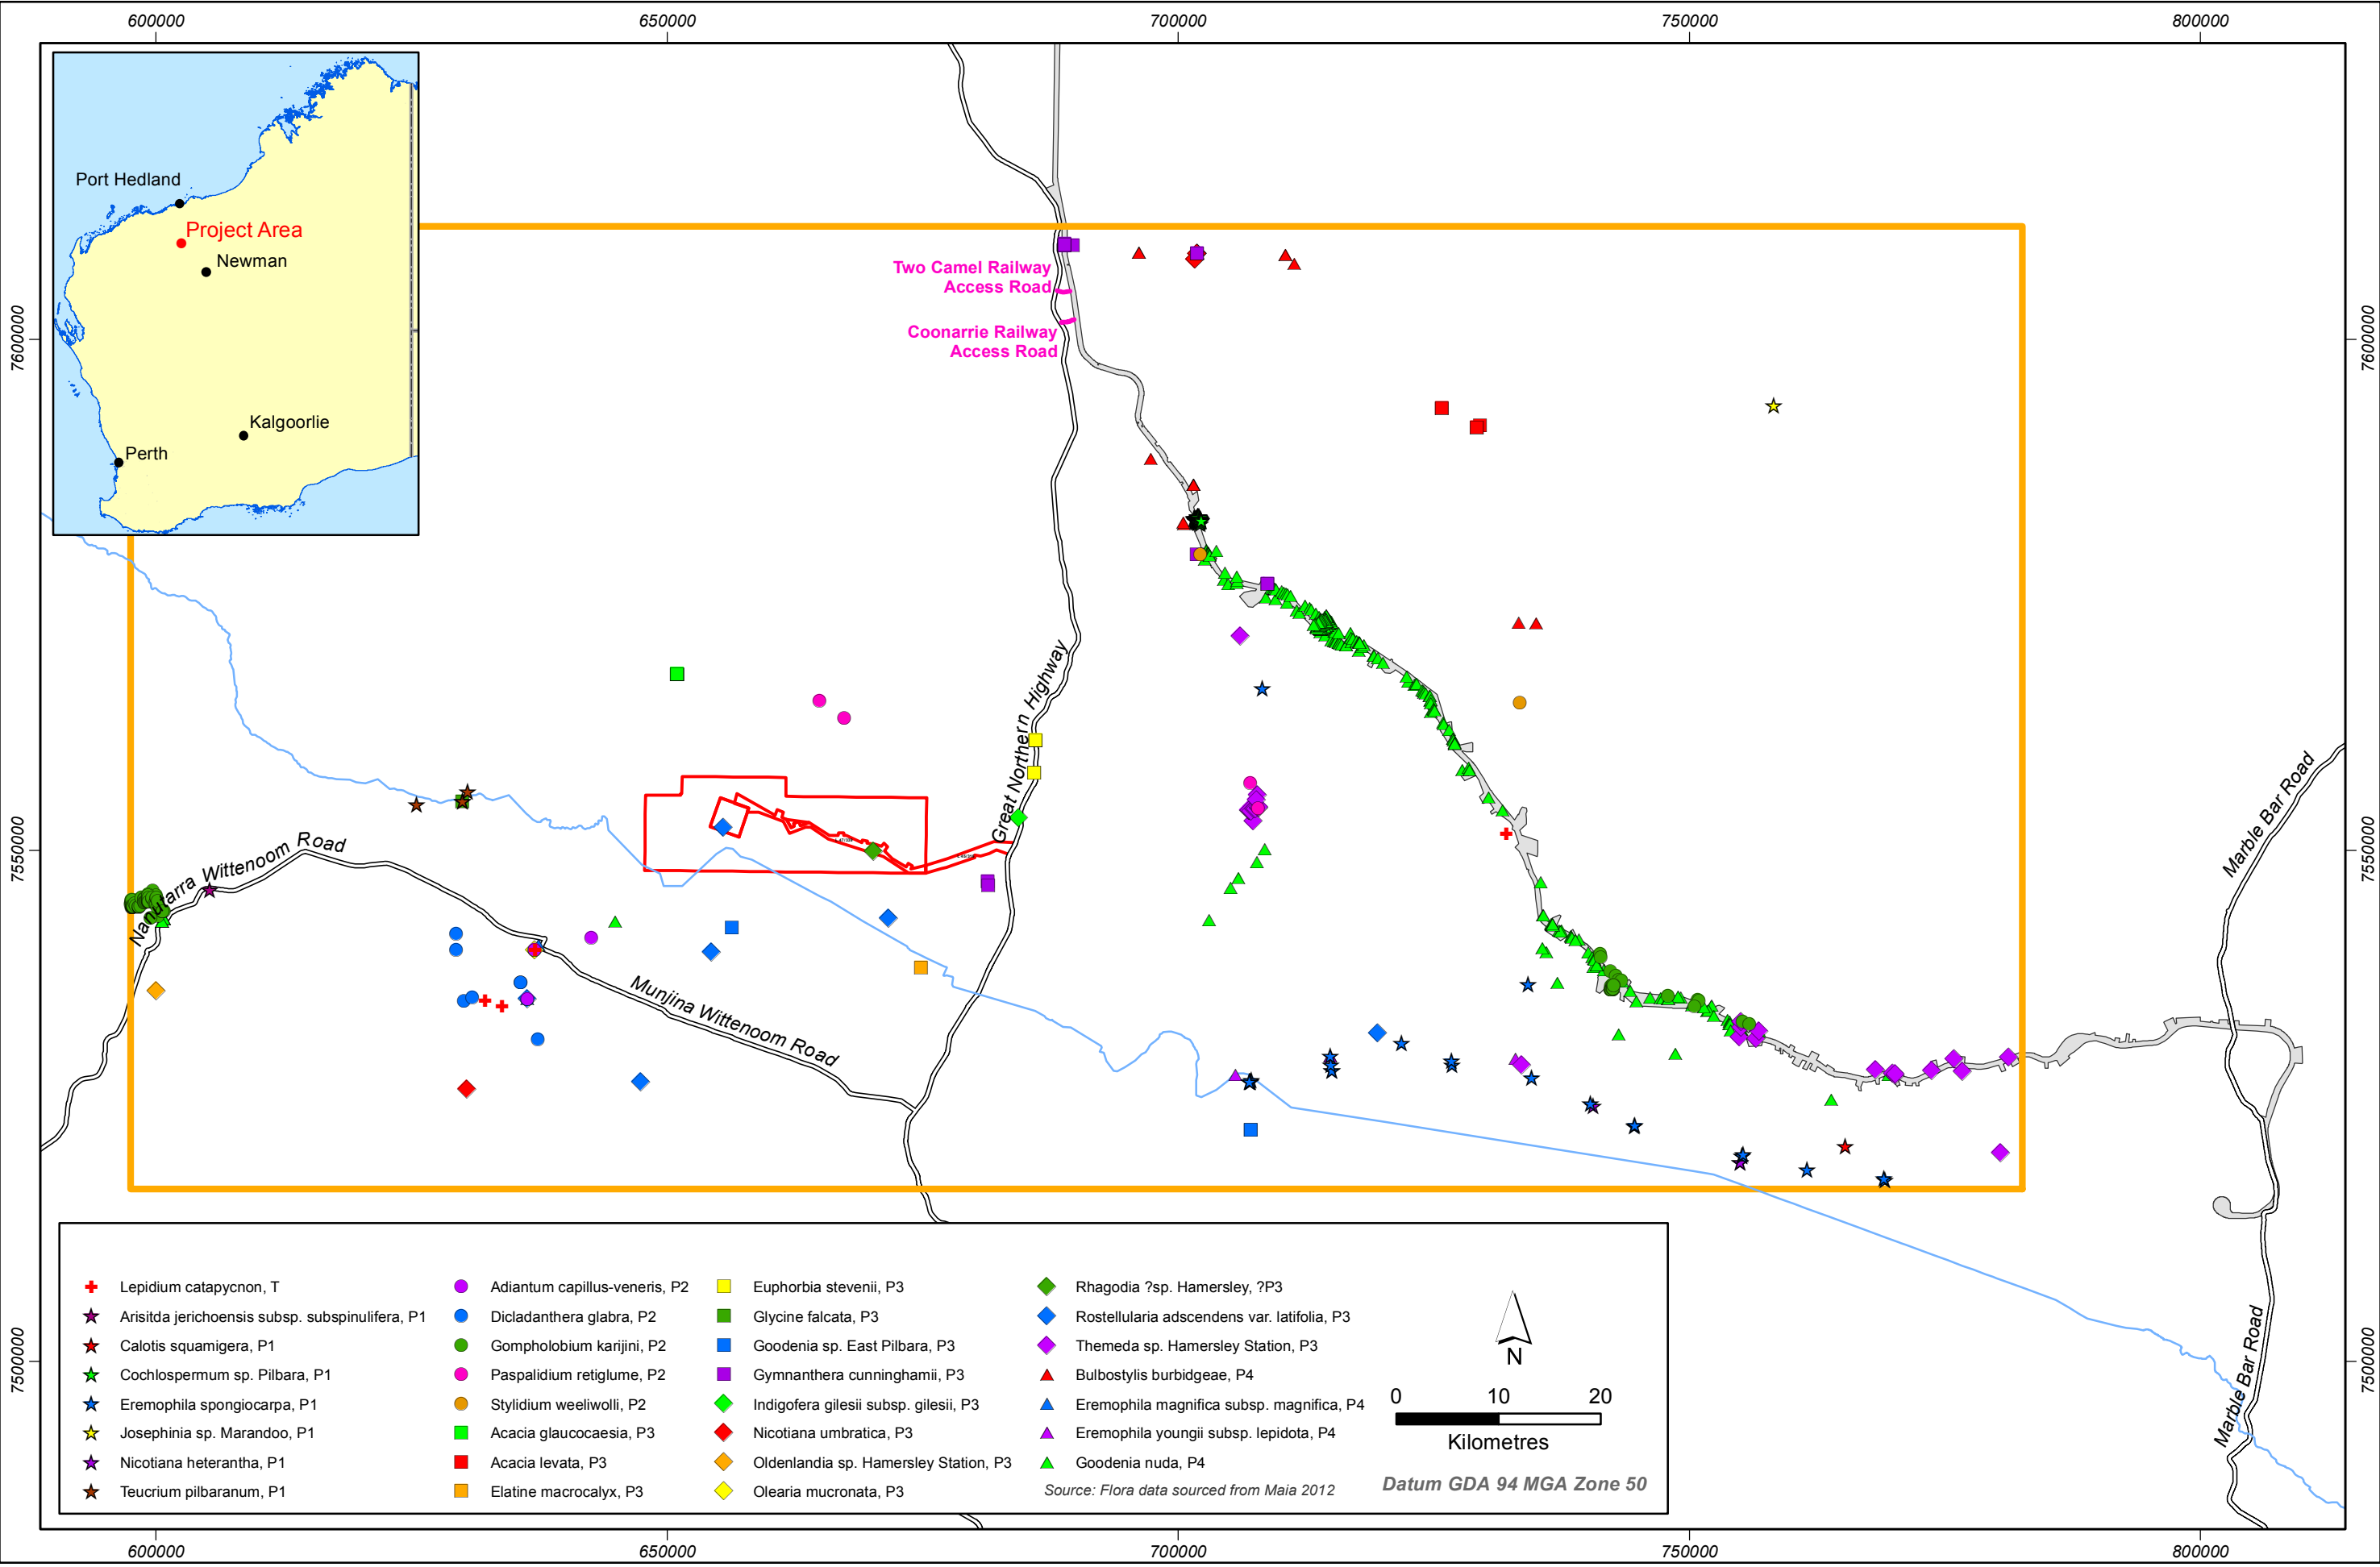 600000
650000
700000
750000
800000
Port Hedland
Project Area
Newman
Kalgoorlie
Perth
Two Camel Railway
Access Road
Coonarrie Railway
Access Road
7600000
7600000
Great Northern Highway
Marble Bar Road
7550000
7550000
Nanutarra Wittenoom Road
Munjina Wittenoom Road
7500000
7500000
Marble Bar Road
Lepidium catapycnon, T
Arisitda jerichoensis subsp. subspinulifera, P1
Calotis squamigera, P1
Cochlospermum sp. Pilbara, P1
Eremophila spongiocarpa, P1
Josephinia sp. Marandoo, P1
Nicotiana heterantha, P1
Teucrium pilbaranum, P1
Adiantum capillus-veneris, P2
Dicladanthera glabra, P2
Gompholobium karijini, P2
Paspalidium retiglume, P2
Stylidium weeliwolli, P2
Acacia glaucocaesia, P3
Acacia levata, P3
Elatine macrocalyx, P3
Euphorbia stevenii, P3
Glycine falcata, P3
Goodenia sp. East Pilbara, P3
Gymnanthera cunninghamii, P3
Indigofera gilesii subsp. gilesii, P3
Nicotiana umbratica, P3
Oldenlandia sp. Hamersley Station, P3
Olearia mucronata, P3
Rhagodia ?sp. Hamersley, ?P3
Rostellularia adscendens var. latifolia, P3
Themeda sp. Hamersley Station, P3
Bulbostylis burbidgeae, P4
Eremophila magnifica subsp. magnifica, P4
Eremophila youngii subsp. lepidota, P4
Goodenia nuda, P4
Source: Flora data sourced from Maia 2012
N
0 10 20
Kilometres
Datum GDA 94 MGA Zone 50
600000
650000
700000
750000
800000